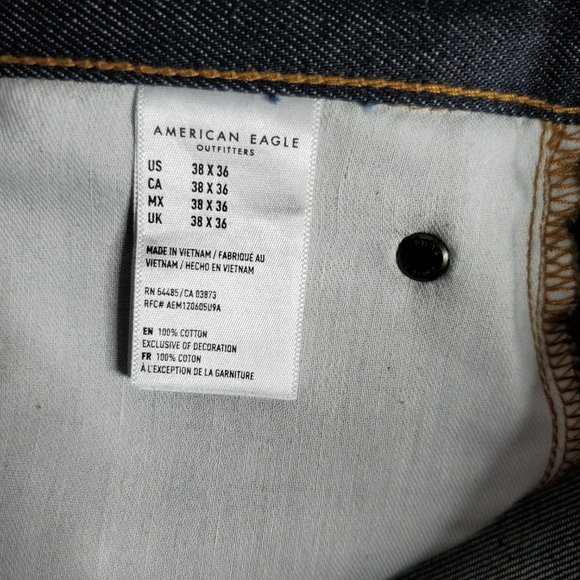 AMERICAN EAGLE
OUTFITTERS
US 38 X 36
CA 38 X 36
MX 38 X 36
UK 38 X 36
MADE IN VIETNAM / FABRIQUÉ AU
VIETNAM / HECHO EN VIETNAM
RN 54485/CA 03873
RFC# AEM120605U9A
EN 100% COTTON
EXCLUSIVE OF DECORATION
FR 100% COTON
À L'EXCEPTION DE LA GARNITURE